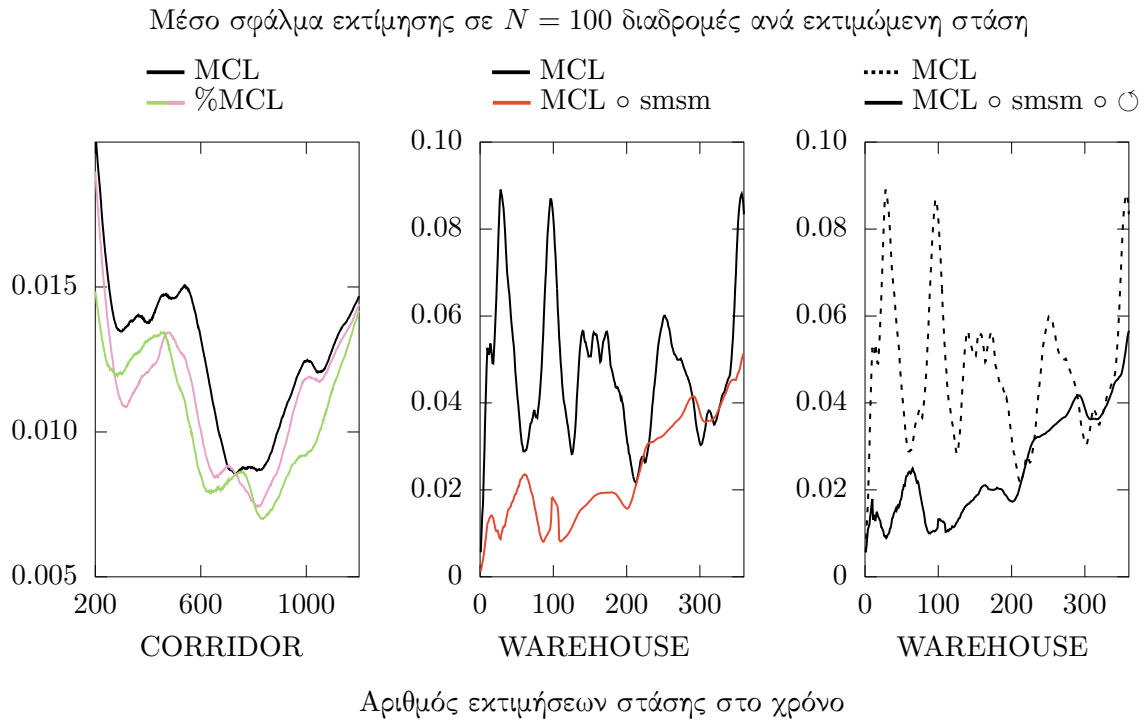 Μέσο σφάλμα εκτίμησης σε N = 100 διαδρομές ανά εκτιμώμενη στάση
MCL
%MCL
MCL
MCL ∘ smsm
MCL
MCL ∘ smsm ∘ ↺
0.015
0.010
0.005
200 600 1000
CORRIDOR
0.10
0.08
0.06
0.04
0.02
0
0 100 200 300
WAREHOUSE
0.10
0.08
0.06
0.04
0.02
0
0 100 200 300
WAREHOUSE
Αριθμός εκτιμήσεων στάσης στο χρόνο